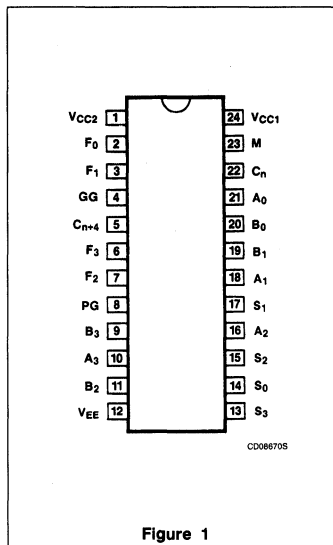 VCC2 1 24 VCC1
F0 2 23 M
F1 3 22 Cn
GG 4 21 A0
Cn+4 5 20 B0
F3 6 19 B1
F2 7 18 A1
PG 8 17 S1
B3 9 16 A2
A3 10 15 S2
B2 11 14 S0
VEE 12 13 S3
CD08670S
Figure 1